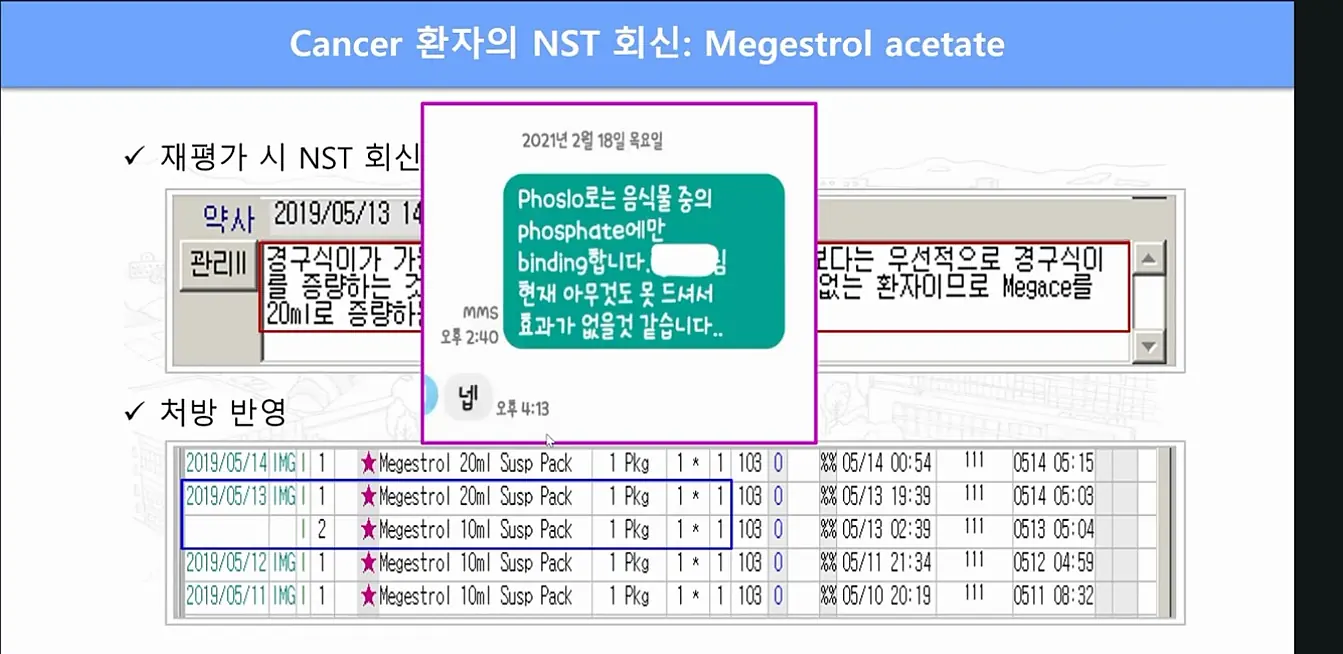 Cancer 환자의 NST 회신: Megestrol acetate
✓ 재평가 시 NST 회신
약사 2019/05/13 14
관리II
경구식이가 가
를 증량하는 것
20ml로 증량하
보다는 우선적으로 경구식이
없는 환자이므로 Megace를
2021년 2월 18일 목요일
Phoslo로는 음식물 중의
phosphate에만
binding합니다. 님
현재 아무것도 못 드셔서
효과가 없을것 같습니다..
MMS
오후 2:40
넵 오후 4:13
✓ 처방 반영
2019/05/14 IMG I 1 ★Megestrol 20ml Susp Pack 1 Pkg 1 * 1 103 0 %% 05/14 00:54 111 0514 05:15
2019/05/13 IMG I 1 ★Megestrol 20ml Susp Pack 1 Pkg 1 * 1 103 0 %% 05/13 19:39 111 0514 05:03
I 2 ★Megestrol 10ml Susp Pack 1 Pkg 1 * 1 103 0 %% 05/13 02:39 111 0513 05:04
2019/05/12 IMG I 1 ★Megestrol 10ml Susp Pack 1 Pkg 1 * 1 103 0 %% 05/11 21:34 111 0512 04:59
2019/05/11 IMG I 1 ★Megestrol 10ml Susp Pack 1 Pkg 1 * 1 103 0 %% 05/10 20:19 111 0511 08:32